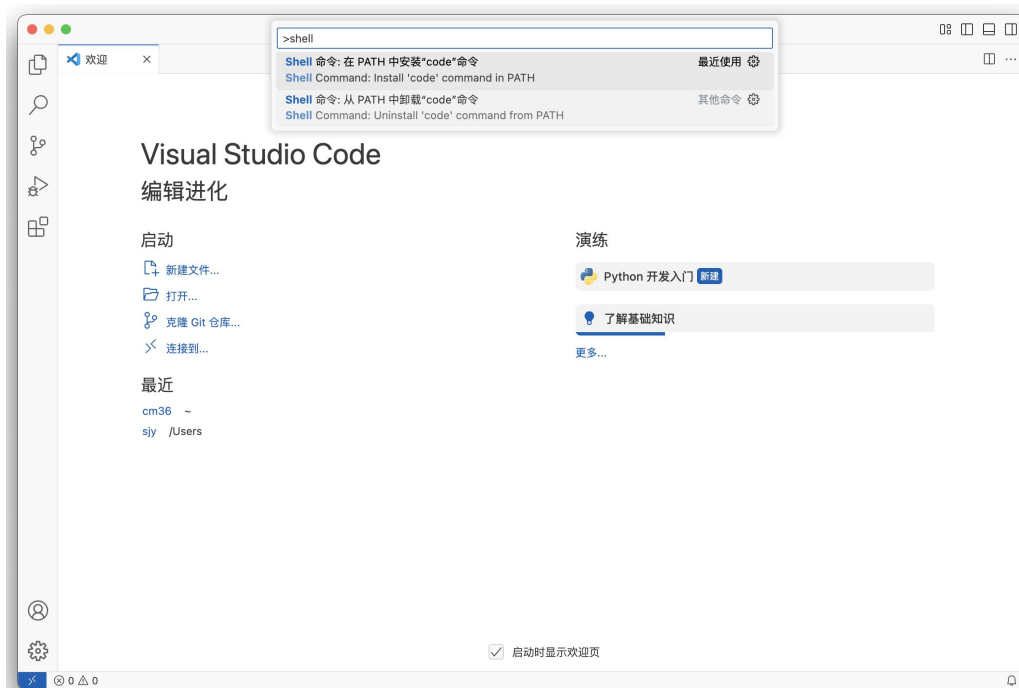 >shell
Shell 命令: 在 PATH 中安装“code”命令 最近使用
Shell Command: Install 'code' command in PATH
Shell 命令: 从 PATH 中卸载“code”命令 其他命令
Shell Command: Uninstall 'code' command from PATH
欢迎
Visual Studio Code
编辑进化
启动
新建文件...
打开...
克隆 Git 仓库...
连接到...
最近
cm36 ~
sjy /Users
演练
Python 开发入门 新建
了解基础知识
更多...
启动时显示欢迎页
0 0